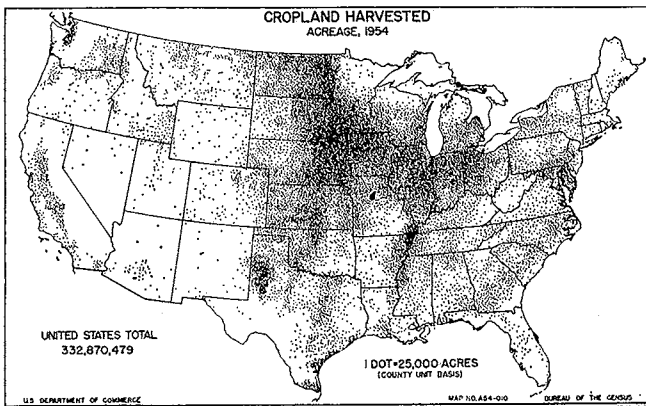 CROPLAND HARVESTED
ACREAGE, 1954
UNITED STATES TOTAL
332,870,479
1 DOT=25,000 ACRES
(COUNTY UNIT BASIS)
U.S. DEPARTMENT OF COMMERCE
MAP NO. A54-010
BUREAU OF THE CENSUS